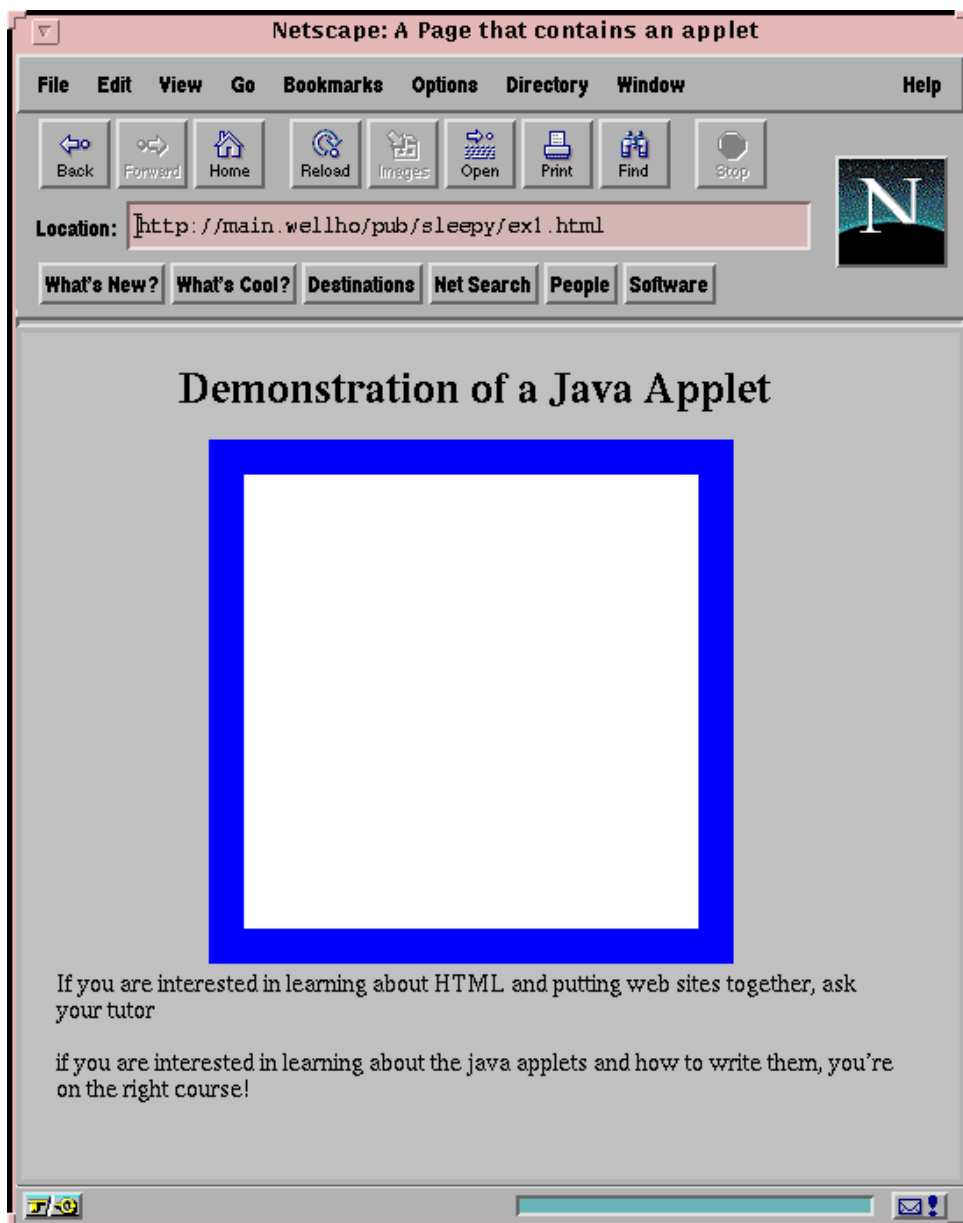 Netscape: A Page that contains an applet
File Edit View Go Bookmarks Options Directory Window Help
Back Forward Home Reload Images Open Print Find Stop
N
Location: http://main.wellho/pub/sleepy/ex1.html
What's New? What's Cool? Destinations Net Search People Software
Demonstration of a Java Applet
If you are interested in learning about HTML and putting web sites together, ask
your tutor
if you are interested in learning about the java applets and how to write them, you're
on the right course!